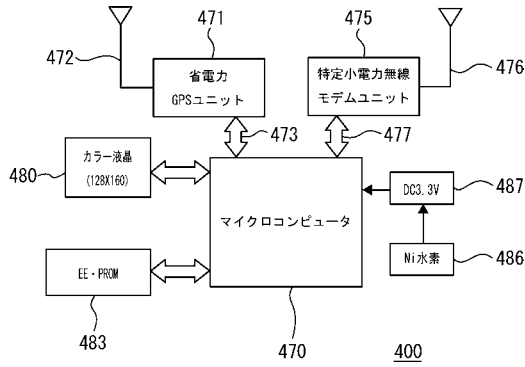 471
475
472
476
省電力
GPSユニット
特定小電力無線
モデムユニット
473
477
カラー液晶
(128X160)
480
マイクロコンピュータ
DC3.3V
487
EE・PROM
Ni水素
486
483
470
400